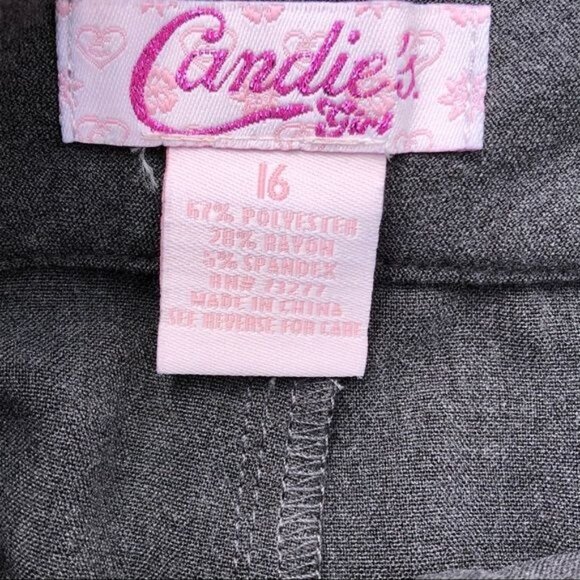 Candie's
Girl
16
67% POLYESTER
28% RAYON
5% SPANDEX
RN# 73277
MADE IN CHINA
SEE REVERSE FOR CARE